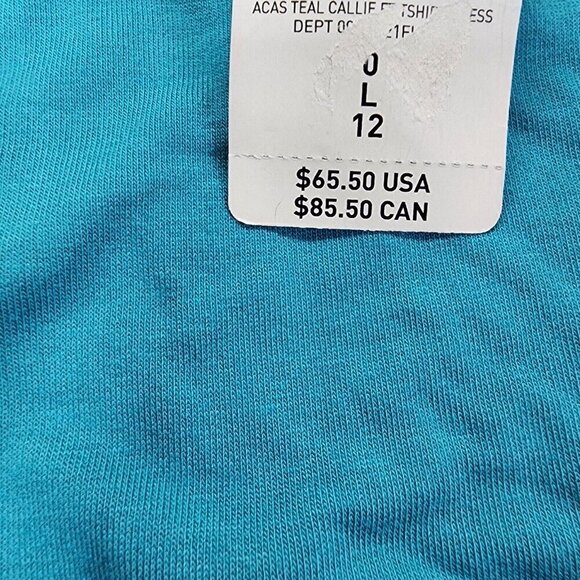 ACAS TEAL CALLIE
DEPT
L
12
$65.50 USA
$85.50 CAN